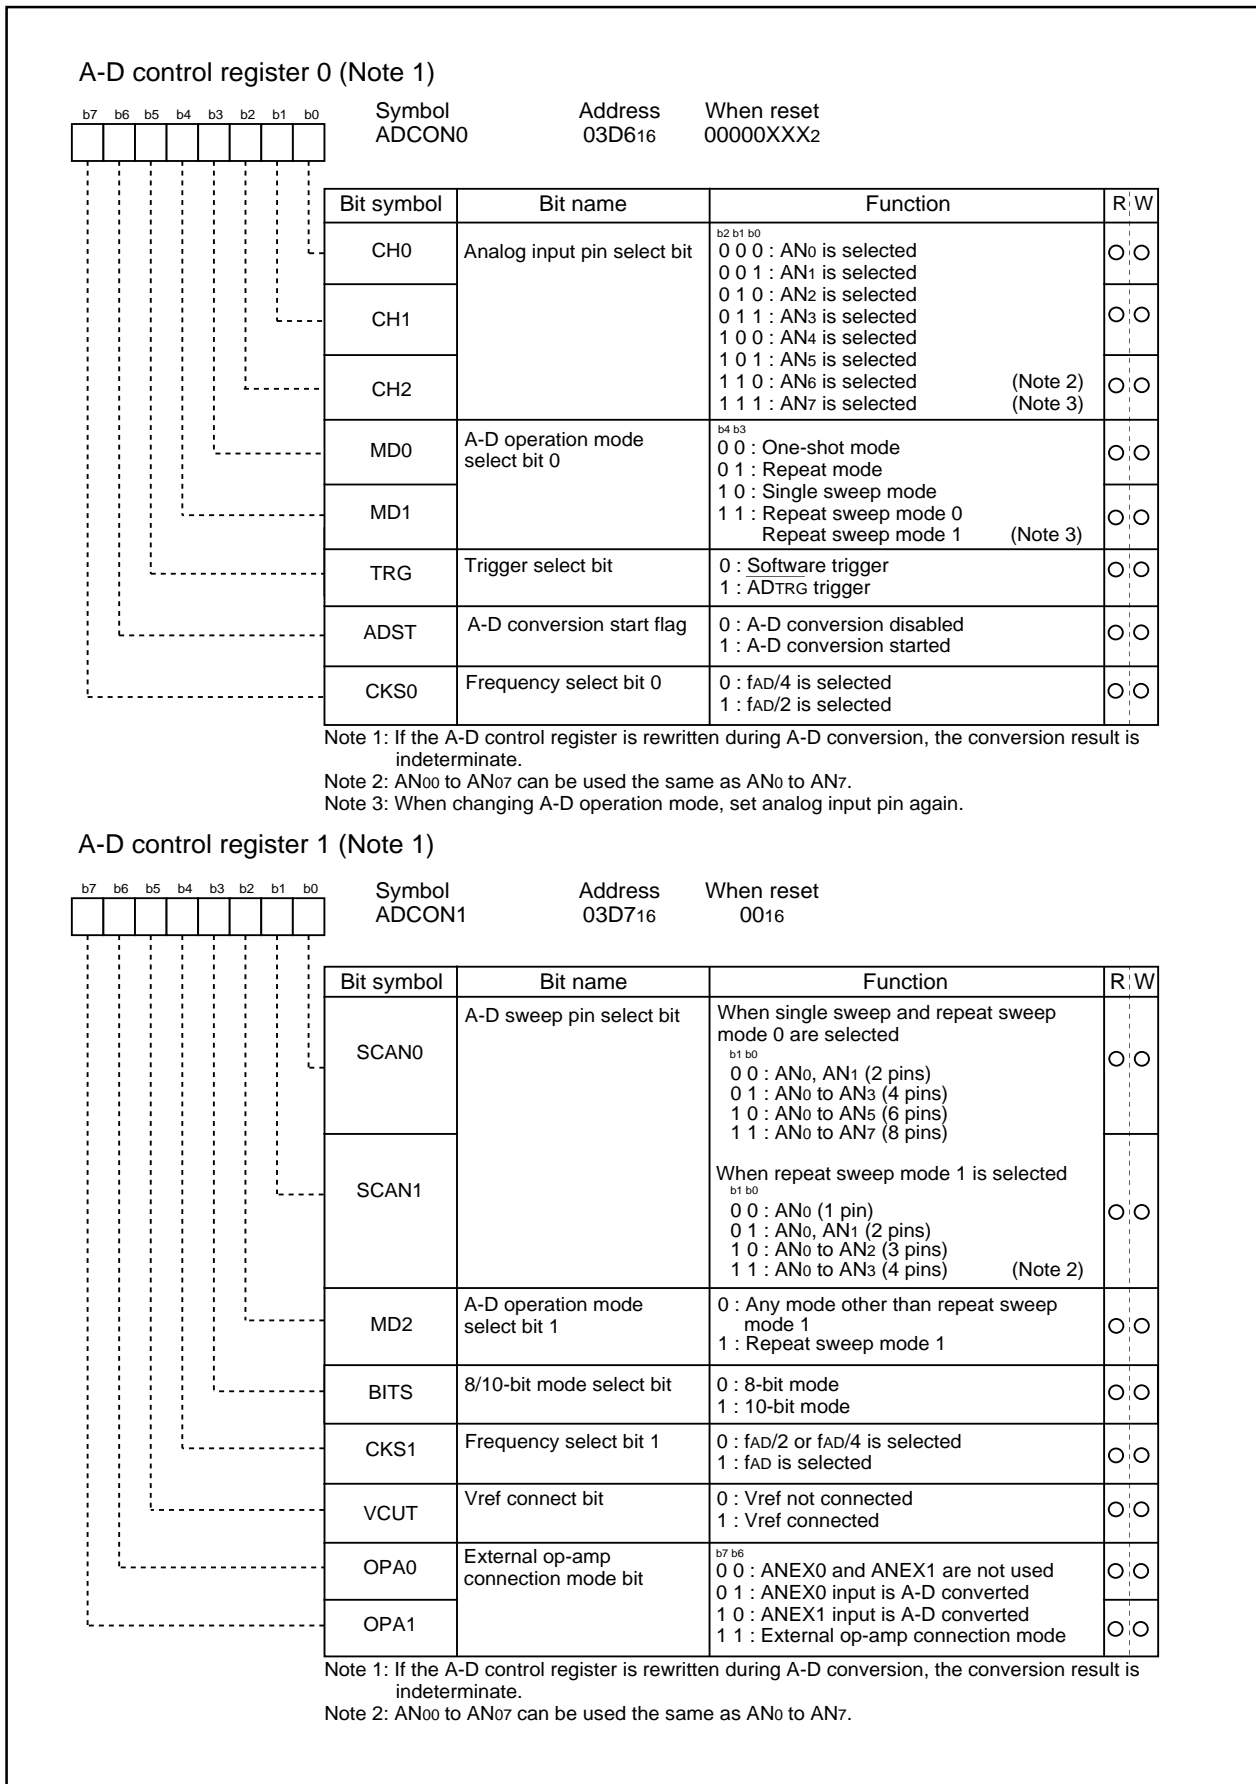 A-D control register 0 (Note 1)
b7 b6 b5 b4 b3 b2 b1 b0
Symbol Address When reset
ADCON0 03D616 00000XXX2
Bit symbol Bit name Function R W
CH0 Analog input pin select bit
b2 b1 b0
0 0 0 : AN0 is selected
0 0 1 : AN1 is selected
0 1 0 : AN2 is selected
CH1
0 1 1 : AN3 is selected
1 0 0 : AN4 is selected
1 0 1 : AN5 is selected
CH2
1 1 0 : AN6 is selected (Note 2)
1 1 1 : AN7 is selected (Note 3)
MD0 A-D operation mode
select bit 0
b4 b3
0 0 : One-shot mode
0 1 : Repeat mode
MD1
1 0 : Single sweep mode
1 1 : Repeat sweep mode 0
Repeat sweep mode 1 (Note 3)
TRG Trigger select bit
0 : Software trigger
1 : ADTRG trigger
ADST A-D conversion start flag
0 : A-D conversion disabled
1 : A-D conversion started
CKS0 Frequency select bit 0
0 : fAD/4 is selected
1 : fAD/2 is selected
Note 1: If the A-D control register is rewritten during A-D conversion, the conversion result is
indeterminate.
Note 2: AN00 to AN07 can be used the same as AN0 to AN7.
Note 3: When changing A-D operation mode, set analog input pin again.
A-D control register 1 (Note 1)
b7 b6 b5 b4 b3 b2 b1 b0
Symbol Address When reset
ADCON1 03D716 0016
Bit symbol Bit name Function R W
SCAN0 A-D sweep pin select bit
When single sweep and repeat sweep
mode 0 are selected
b1 b0
0 0 : AN0, AN1 (2 pins)
0 1 : AN0 to AN3 (4 pins)
1 0 : AN0 to AN5 (6 pins)
1 1 : AN0 to AN7 (8 pins)
SCAN1
When repeat sweep mode 1 is selected
b1 b0
0 0 : AN0 (1 pin)
0 1 : AN0, AN1 (2 pins)
1 0 : AN0 to AN2 (3 pins)
1 1 : AN0 to AN3 (4 pins) (Note 2)
MD2 A-D operation mode
select bit 1
0 : Any mode other than repeat sweep
mode 1
1 : Repeat sweep mode 1
BITS 8/10-bit mode select bit
0 : 8-bit mode
1 : 10-bit mode
CKS1 Frequency select bit 1
0 : fAD/2 or fAD/4 is selected
1 : fAD is selected
VCUT Vref connect bit
0 : Vref not connected
1 : Vref connected
OPA0 External op-amp
connection mode bit
b7 b6
0 0 : ANEX0 and ANEX1 are not used
0 1 : ANEX0 input is A-D converted
OPA1
1 0 : ANEX1 input is A-D converted
1 1 : External op-amp connection mode
Note 1: If the A-D control register is rewritten during A-D conversion, the conversion result is
indeterminate.
Note 2: AN00 to AN07 can be used the same as AN0 to AN7.